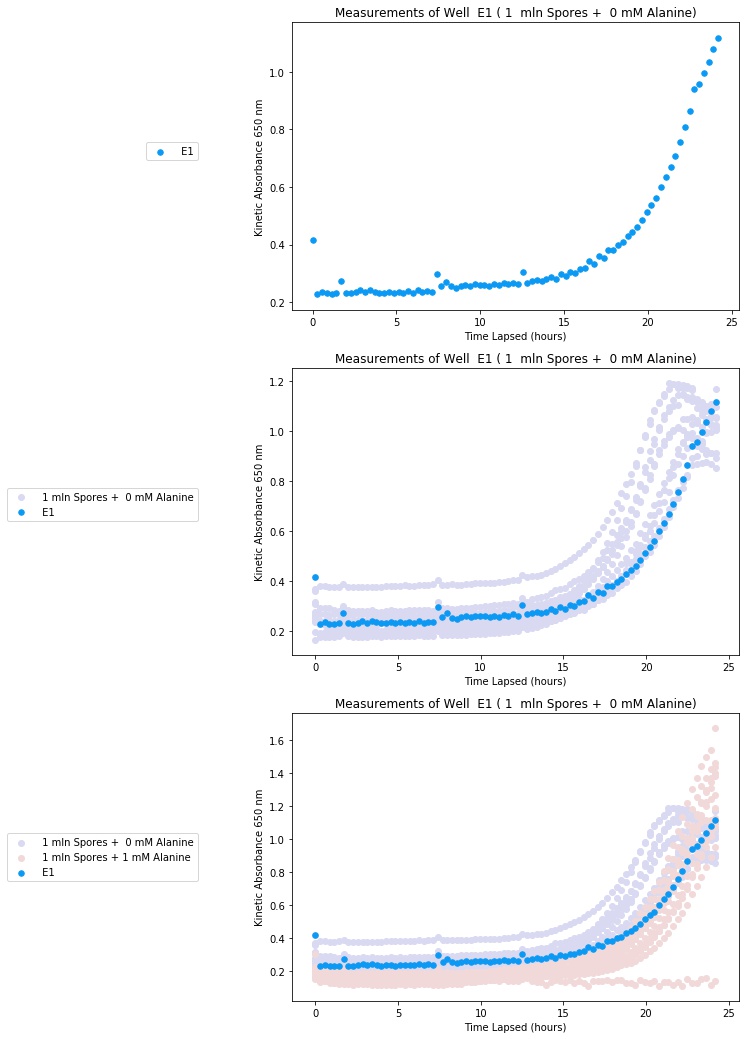 Measurements of Well  E1 ( 1  mln Spores +  0 mM Alanine)
1.0
0.8
0.6
0.4
0.2
Kinetic Absorbance 650 nm
E1
0 5 10 15 20 25
Time Lapsed (hours)
Measurements of Well  E1 ( 1  mln Spores +  0 mM Alanine)
1.2
1.0
0.8
0.6
0.4
0.2
Kinetic Absorbance 650 nm
1 mln Spores +  0 mM Alanine
E1
0 5 10 15 20 25
Time Lapsed (hours)
Measurements of Well  E1 ( 1  mln Spores +  0 mM Alanine)
1.6
1.4
1.2
1.0
0.8
0.6
0.4
0.2
Kinetic Absorbance 650 nm
1 mln Spores +  0 mM Alanine
1 mln Spores + 1 mM Alanine
E1
0 5 10 15 20 25
Time Lapsed (hours)